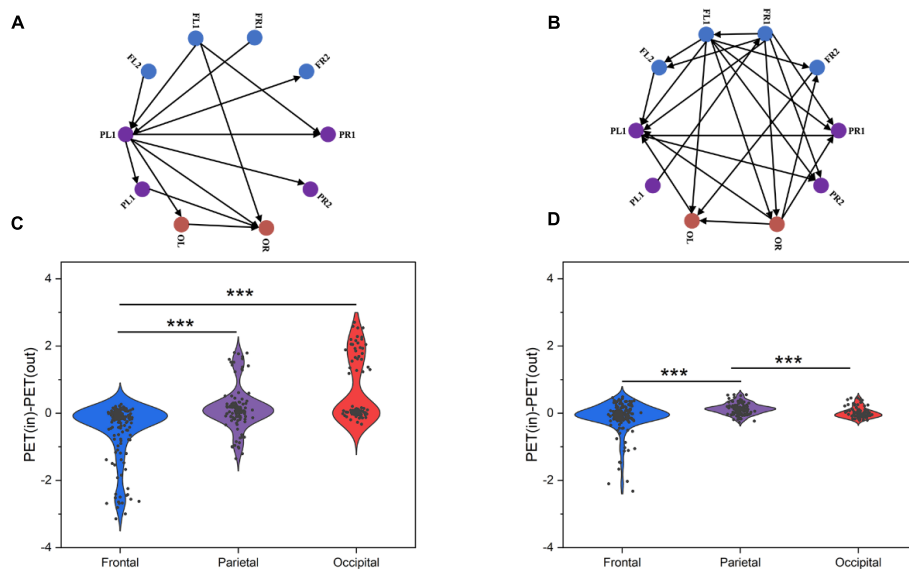 A
B
FL1
FR1
FL2
FR2
PL1
PR1
PL1
PR2
OL
OR
FL1
FR1
FL2
FR2
PL1
PR1
PL1
PR2
OL
OR
C
D
PET(in)-PET(out)
4
2
0
-2
-4
***
***
Frontal
Parietal
Occipital
PET(in)-PET(out)
4
2
0
-2
-4
***
***
Frontal
Parietal
Occipital